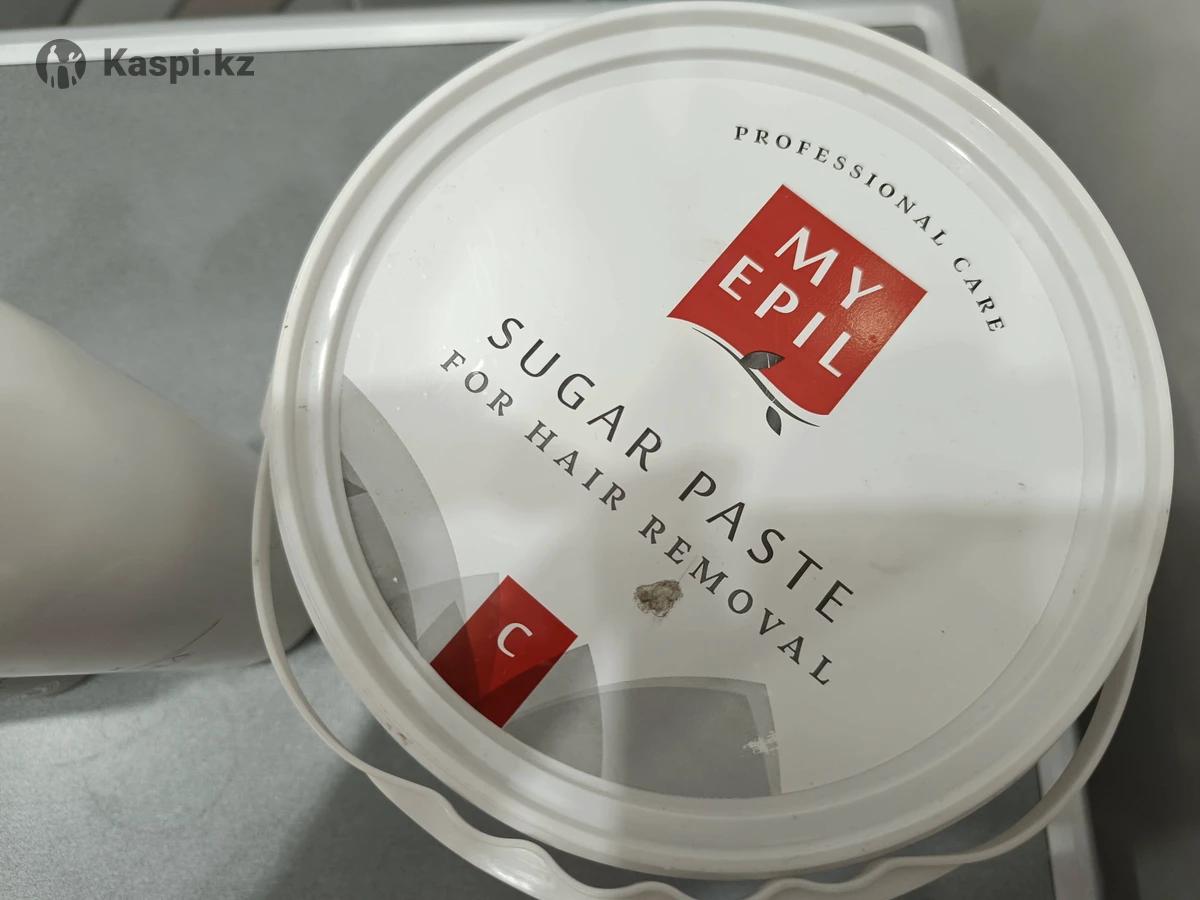 Kaspi.kz
PROFESSIONAL CARE
MY
EPIL
SUGAR PASTE
FOR HAIR REMOVAL
C